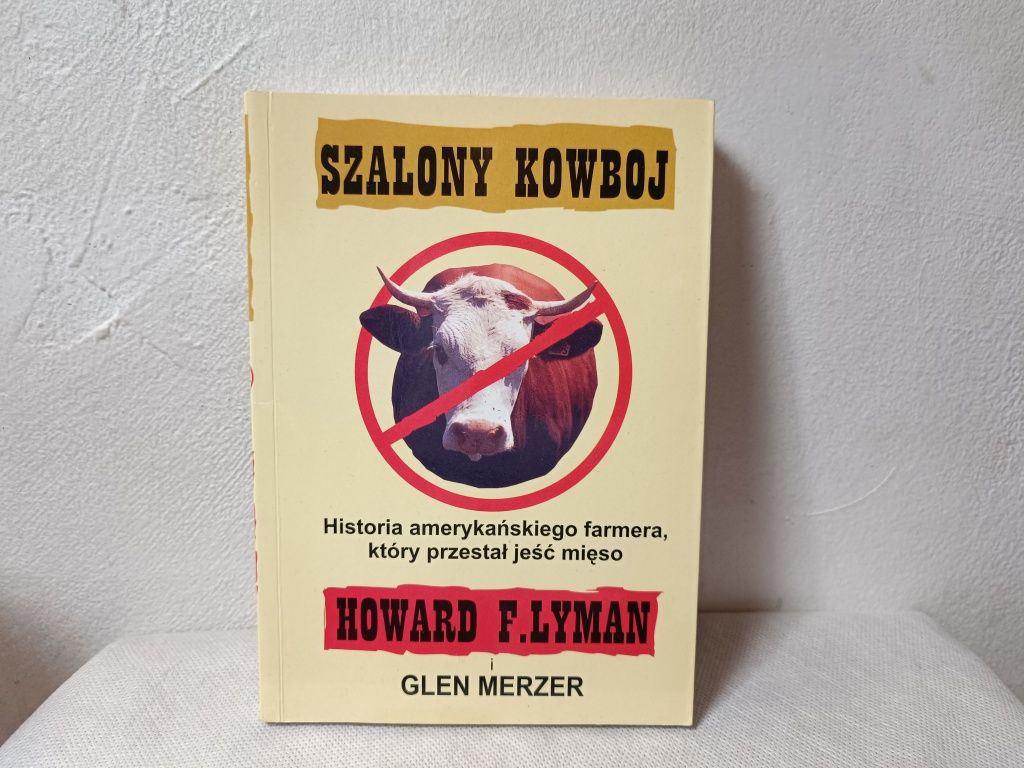 SZALONY KOWBOJ
Historia amerykańskiego farmera,
który przestał jeść mięso
HOWARD F.LYMAN
i
GLEN MERZER